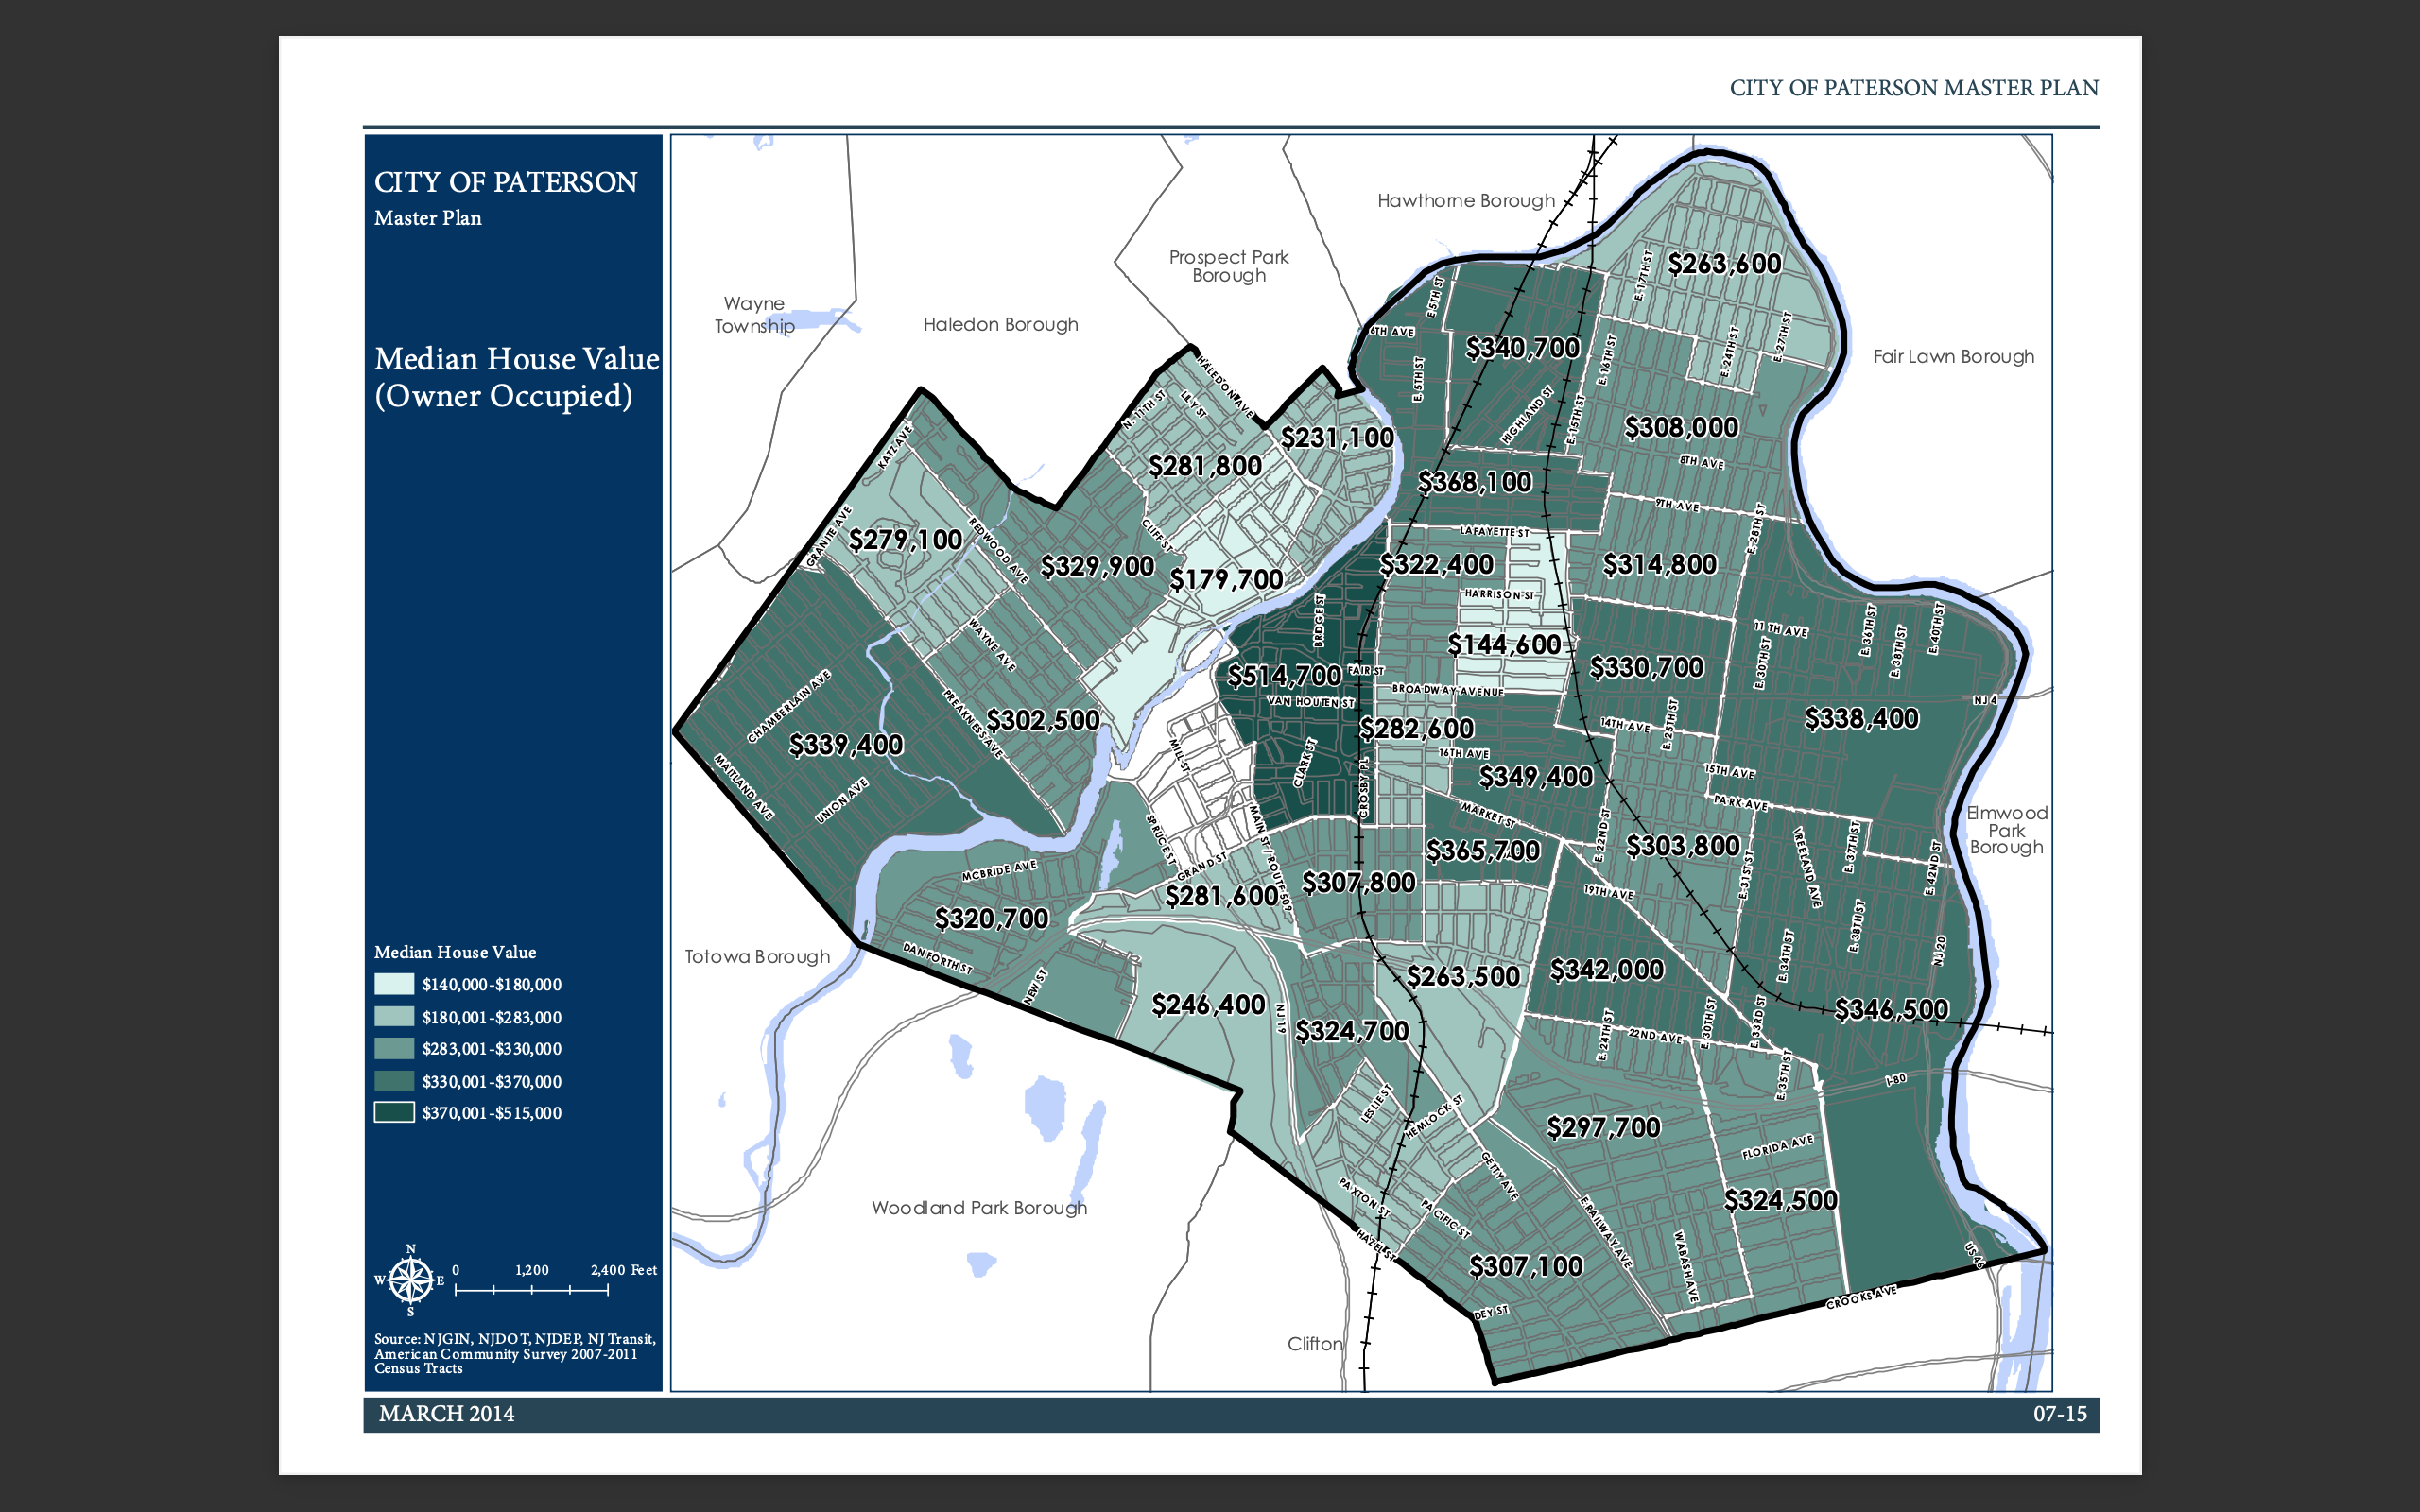 CITY OF PATERSON MASTER PLAN
CITY OF PATERSON
Master Plan
Median House Value
(Owner Occupied)
Median House Value
$140,000-$180,000
$180,001-$283,000
$283,001-$330,000
$330,001-$370,000
$370,001-$515,000
N
W
E
S
0
1,200
2,400 Feet
Source: NJGIN, NJDOT, NJDEP, NJ Transit,
American Community Survey 2007-2011
Census Tracts
Hawthorne Borough
Prospect Park
Borough
Wayne
Township
Haledon Borough
Fair Lawn Borough
Elmwood
Park
Borough
Totowa Borough
Woodland Park Borough
Clifton
$263,600
$340,700
$308,000
$231,100
$281,800
$368,100
$279,100
$329,900
$179,700
$322,400
$314,800
$144,600
$330,700
$514,700
$338,400
$302,500
$282,600
$339,400
$349,400
$303,800
$365,700
$307,800
$281,600
$320,700
$342,000
$263,500
$246,400
$324,700
$346,500
$297,700
$324,500
$307,100
E. 17TH ST
E 5TH ST
6TH AVE
E. 5TH ST
E. 16TH ST
E. 24TH ST
E. 27TH ST
HALEDON AVE
N. 11TH ST
LILY ST
HIGHLAND ST
E. 15TH ST
KATZ AVE
8TH AVE
9TH AVE
GRANITE AVE
REDWOOD AVE
CLIFF ST
LAFAYETTE ST
E. 28TH ST
HARRISON ST
BRDGE ST
WAYNE AVE
11 TH AVE
E. 36TH ST
E. 38TH ST
E. 40TH ST
E. 30TH ST
FAIR ST
BROADWAY AVENUE
VAN HOUTEN ST
CHAMBERLAIN AVE
PREAKNESS AVE
14TH AVE
E. 25TH ST
NJ 4
MILL ST
CLARK ST
16TH AVE
15TH AVE
MAITLAND AVE
UNION AVE
CROSBY PL
PARK AVE
MARKET ST
SPRUCE ST
MAIN ST / ROUTE 509
E. 22ND ST
VREELAND AVE
E. 37TH ST
E. 42ND ST
MCBRIDE AVE
GRAND ST
E. 31ST ST
19TH AVE
E. 38TH ST
DANFORTH ST
NEW ST
E. 34TH ST
NJ 20
NJ 19
E. 24TH ST
22ND AVE
E. 30TH ST
E. 33RD ST
E. 35TH ST
I-80
LESLIE ST
HEMLOCK ST
FLORIDA AVE
GETTY AVE
PAXTON ST
PACIFIC ST
E RAILWAY AVE
WABASH AVE
HAZEL ST
US 46
DEY ST
CROOKS AVE
MARCH 2014
07-15